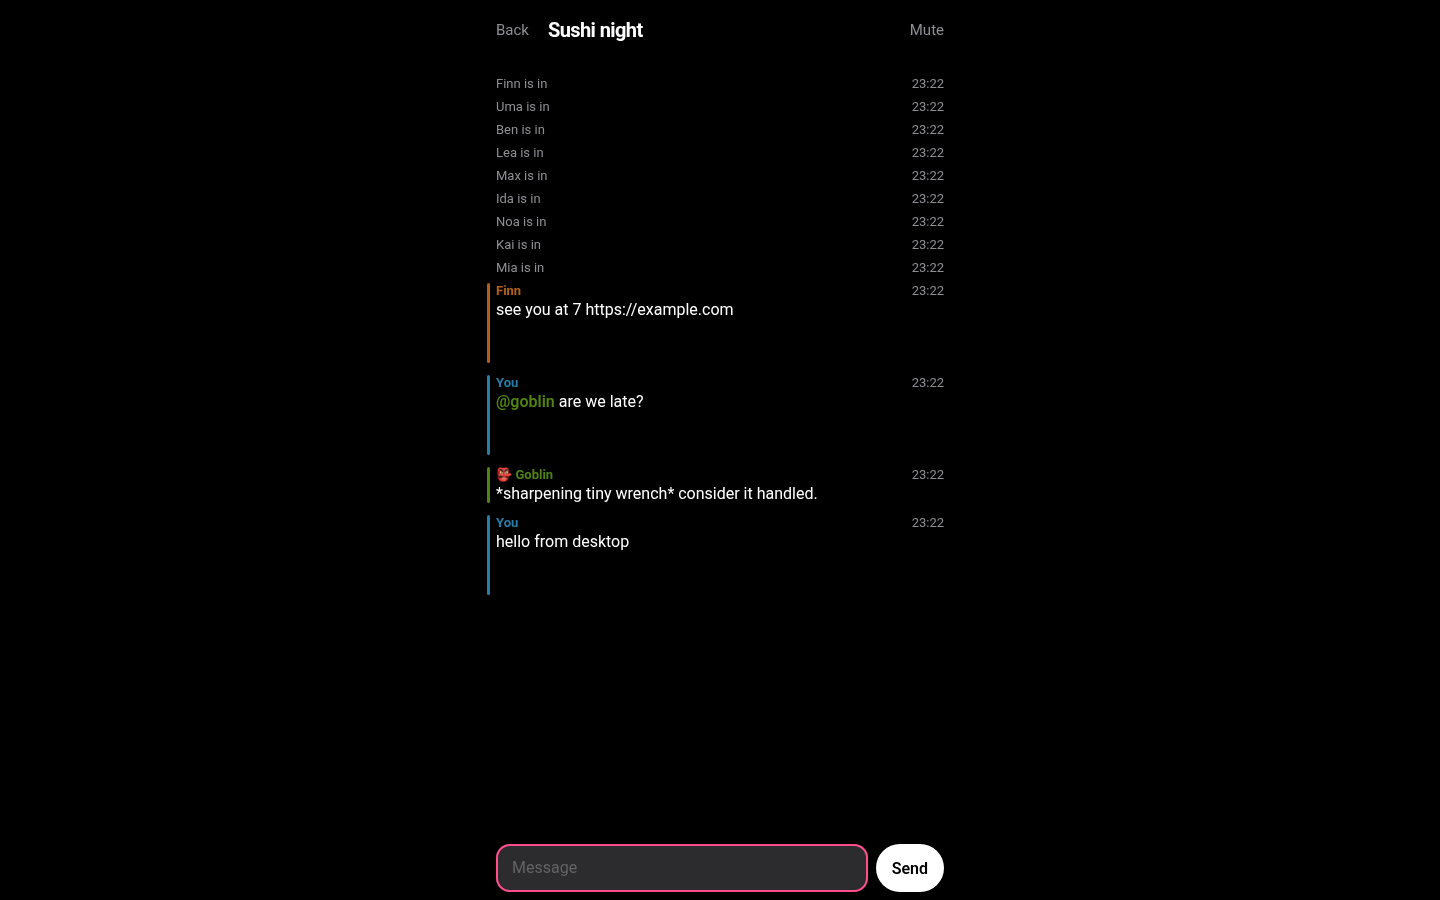 Back Sushi night Mute
Finn is in 23:22
Uma is in 23:22
Ben is in 23:22
Lea is in 23:22
Max is in 23:22
Ida is in 23:22
Noa is in 23:22
Kai is in 23:22
Mia is in 23:22
Finn 23:22
see you at 7 https://example.com
You 23:22
@goblin are we late?
👺 Goblin 23:22
*sharpening tiny wrench* consider it handled.
You 23:22
hello from desktop
Message Send